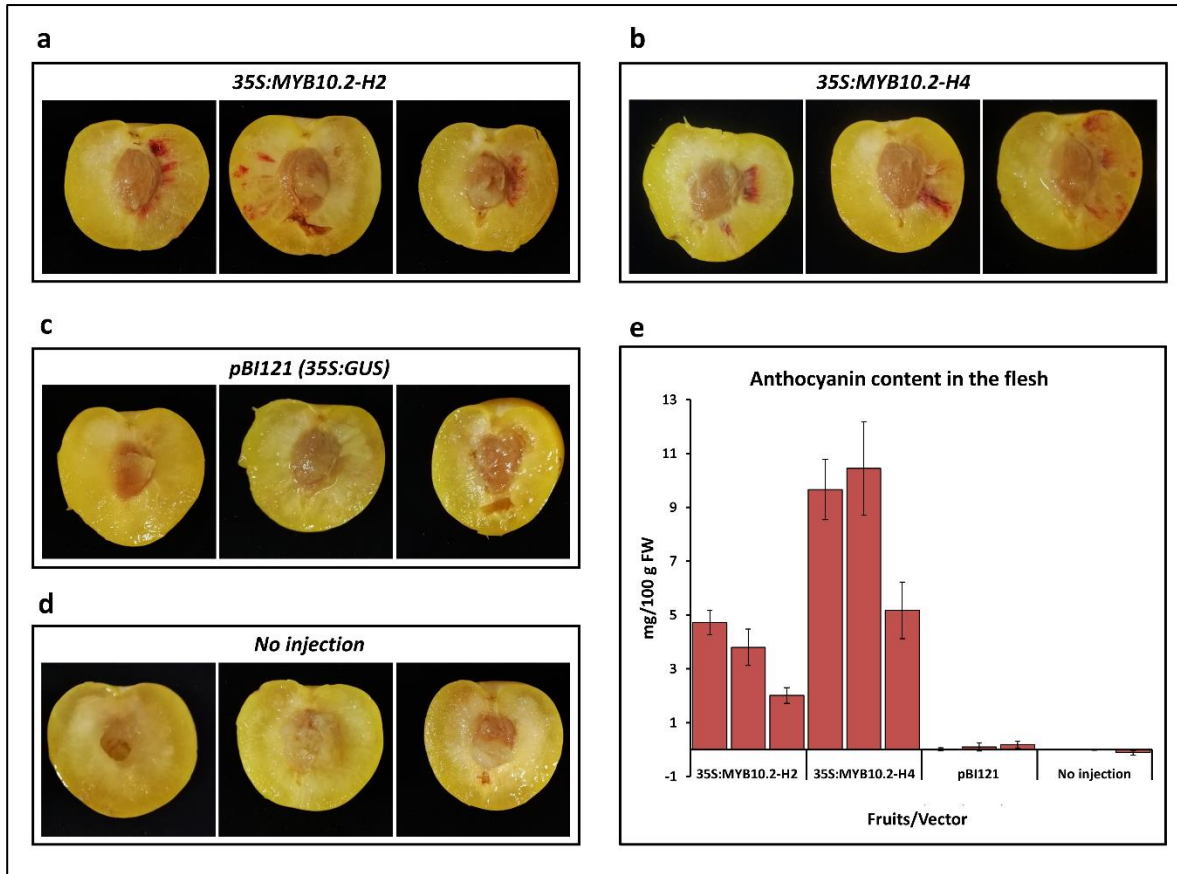 a
35S:MYB10.2-H2
b
35S:MYB10.2-H4
c
pBI121 (35S:GUS)
d
No injection
e
Anthocyanin content in the flesh
mg/100 g FW
13
11
9
7
5
3
1
-1
35S:MYB10.2-H2 35S:MYB10.2-H4 pBI121 No injection
Fruits/Vector